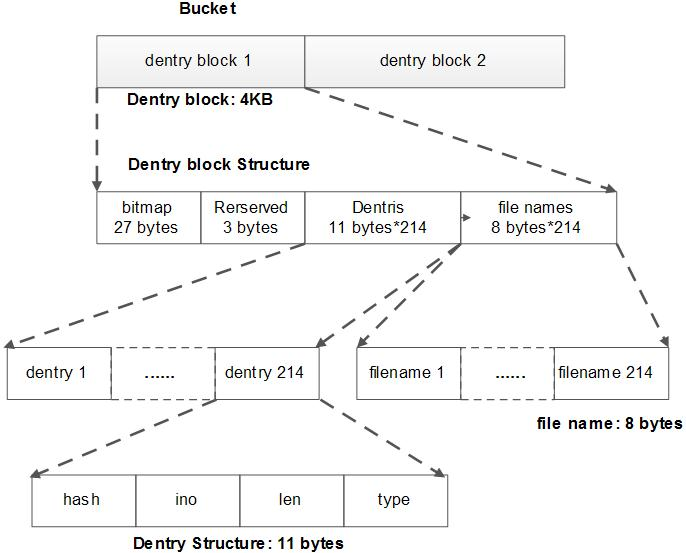 Bucket
dentry block 1
dentry block 2
Dentry block: 4KB
Dentry block Structure
bitmap
27 bytes
Rerserved
3 bytes
Dentris
11 bytes*214
file names
8 bytes*214
dentry 1
......
dentry 214
filename 1
......
filename 214
file name: 8 bytes
hash
ino
len
type
Dentry Structure: 11 bytes